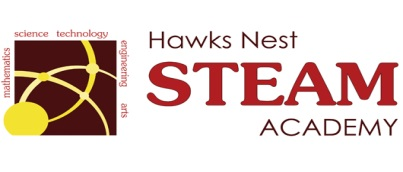 science technology
mathematics
engineering
arts
Hawks Nest
STEAM
ACADEMY